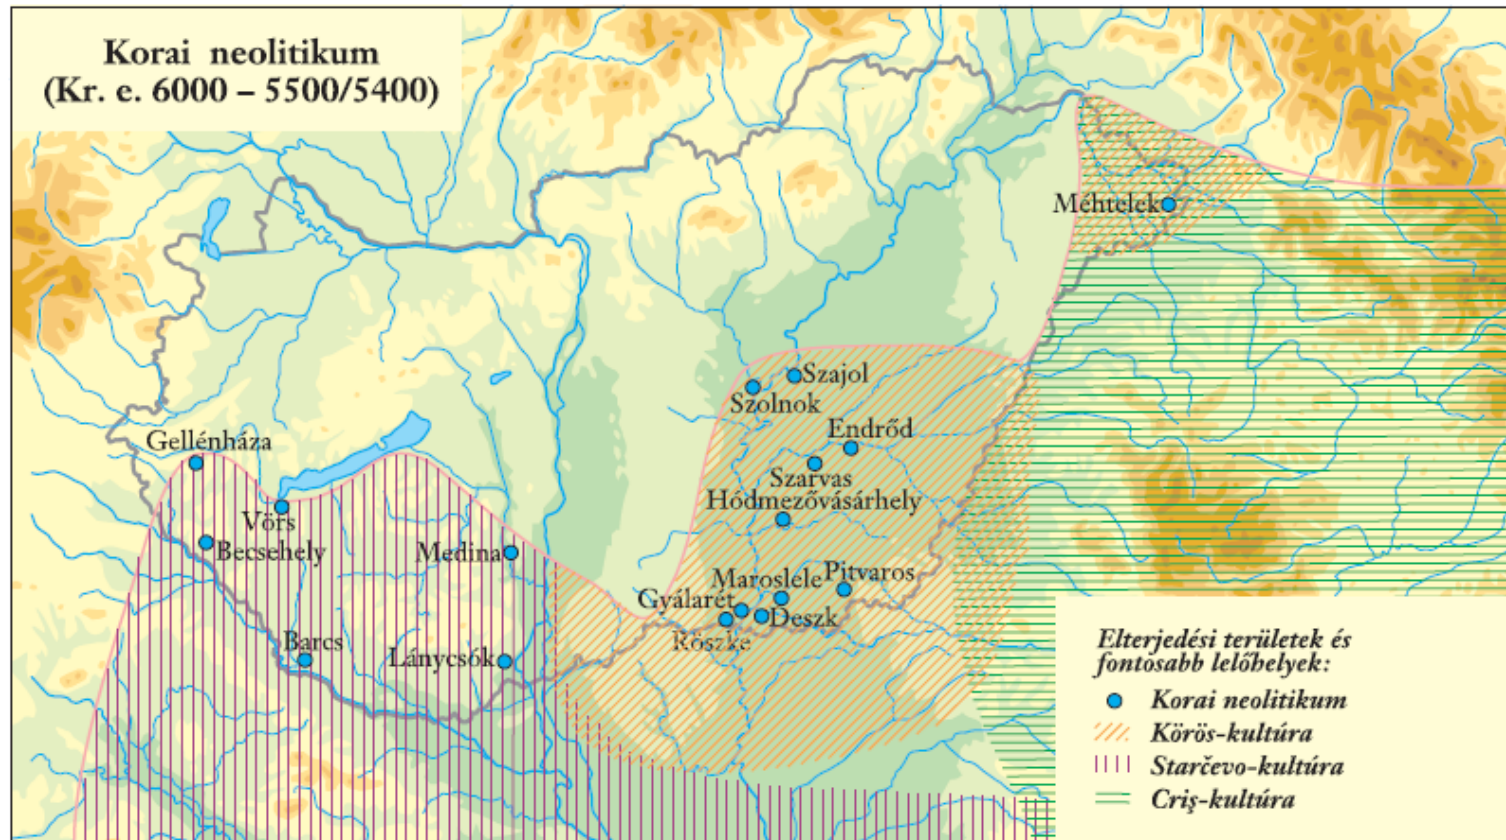 Korai neolitikum
(Kr. e. 6000 – 5500/5400)
Méhtelek
Szajol
Szolnok
Endrőd
Gellénháza
Szarvas
Hódmezővásárhely
Vörs
Becsehely
Medina
Maroslele
Pitvaros
Gyálarét
Deszk
Röszke
Barcs
Lánycsók
Elterjedési területek és
fontosabb lelőhelyek:
Korai neolitikum
Körös-kultúra
Starčevo-kultúra
Criş-kultúra